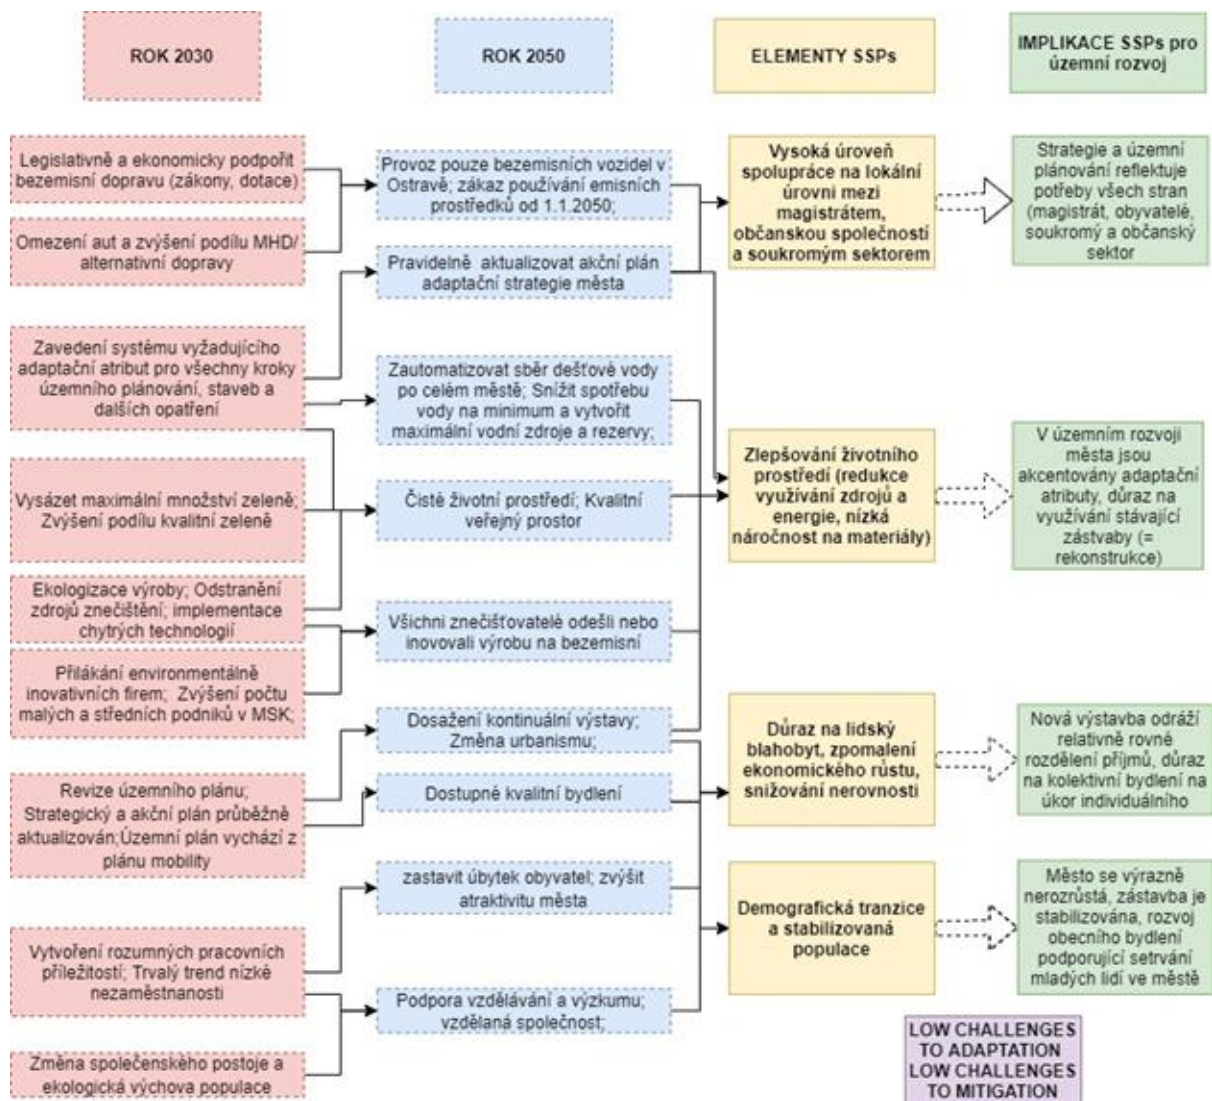 ROK 2030
ROK 2050
ELEMENTY SSPs
IMPLIKACE SSPs pro
územní rozvoj
Legislativně a ekonomicky podpořit
bezemisní dopravu (zákony, dotace)
Omezení aut a zvýšení podílu MHD/
alternativní dopravy
Zavedení systému vyžadujícího
adaptační atribut pro všechny kroky
územního plánování, staveb a
dalších opatření
Vysázet maximální množství zeleně;
Zvýšení podílu kvalitní zeleně
Ekologizace výroby; Odstranění
zdrojů znečištění; implementace
chytrých technologií
Přilákání environmentálně
inovativních firem; Zvýšení počtu
malých a středních podniků v MSK;
Revize územního plánu;
Strategický a akční plán průběžně
aktualizován;Územní plán vychází z
plánu mobility
Vytvoření rozumných pracovních
příležitostí; Trvalý trend nízké
nezaměstnanosti
Změna společenského postoje a
ekologická výchova populace
Provoz pouze bezemisních vozidel v
Ostravě; zákaz používání emisních
prostředků od 1.1.2050;
Pravidelně aktualizovat akční plán
adaptační strategie města
Zautomatizovat sběr dešťové vody
po celém městě; Snížit spotřebu
vody na minimum a vytvořit
maximální vodní zdroje a rezervy;
Čisté životní prostředí; Kvalitní
veřejný prostor
Všichni znečišťovatelé odešli nebo
inovovali výrobu na bezemisní
Dosažení kontinuální výstavy;
Změna urbanismu;
Dostupné kvalitní bydlení
zastavit úbytek obyvatel; zvýšit
atraktivitu města
Podpora vzdělávání a výzkumu;
vzdělaná společnost;
Vysoká úroveň
spolupráce na lokální
úrovni mezi
magistrátem,
občanskou společností
a soukromým sektorem
Zlepšování životního
prostředí (redukce
využívání zdrojů a
energie, nízká
náročnost na materiály)
Důraz na lidský
blahobyt, zpomalení
ekonomického růstu,
snižování nerovnosti
Demografická tranzice
a stabilizovaná
populace
Strategie a územní
plánování reflektuje
potřeby všech stran
(magistrát, obyvatelé,
soukromý a občanský
sektor
V územním rozvoji
města jsou
akcentovány adaptační
atributy, důraz na
využívání stávající
zástvaby (=
rekonstrukce)
Nová výstavba odráží
relativně rovné
rozdělení příjmů, důraz
na kolektivní bydlení na
úkor individuálního
Město se výrazně
nerozrůstá, zástavba je
stabilizována, rozvoj
obecního bydlení
podporující setrvání
mladých lidí ve městě
LOW CHALLENGES
TO ADAPTATION
LOW CHALLENGES
TO MITIGATION